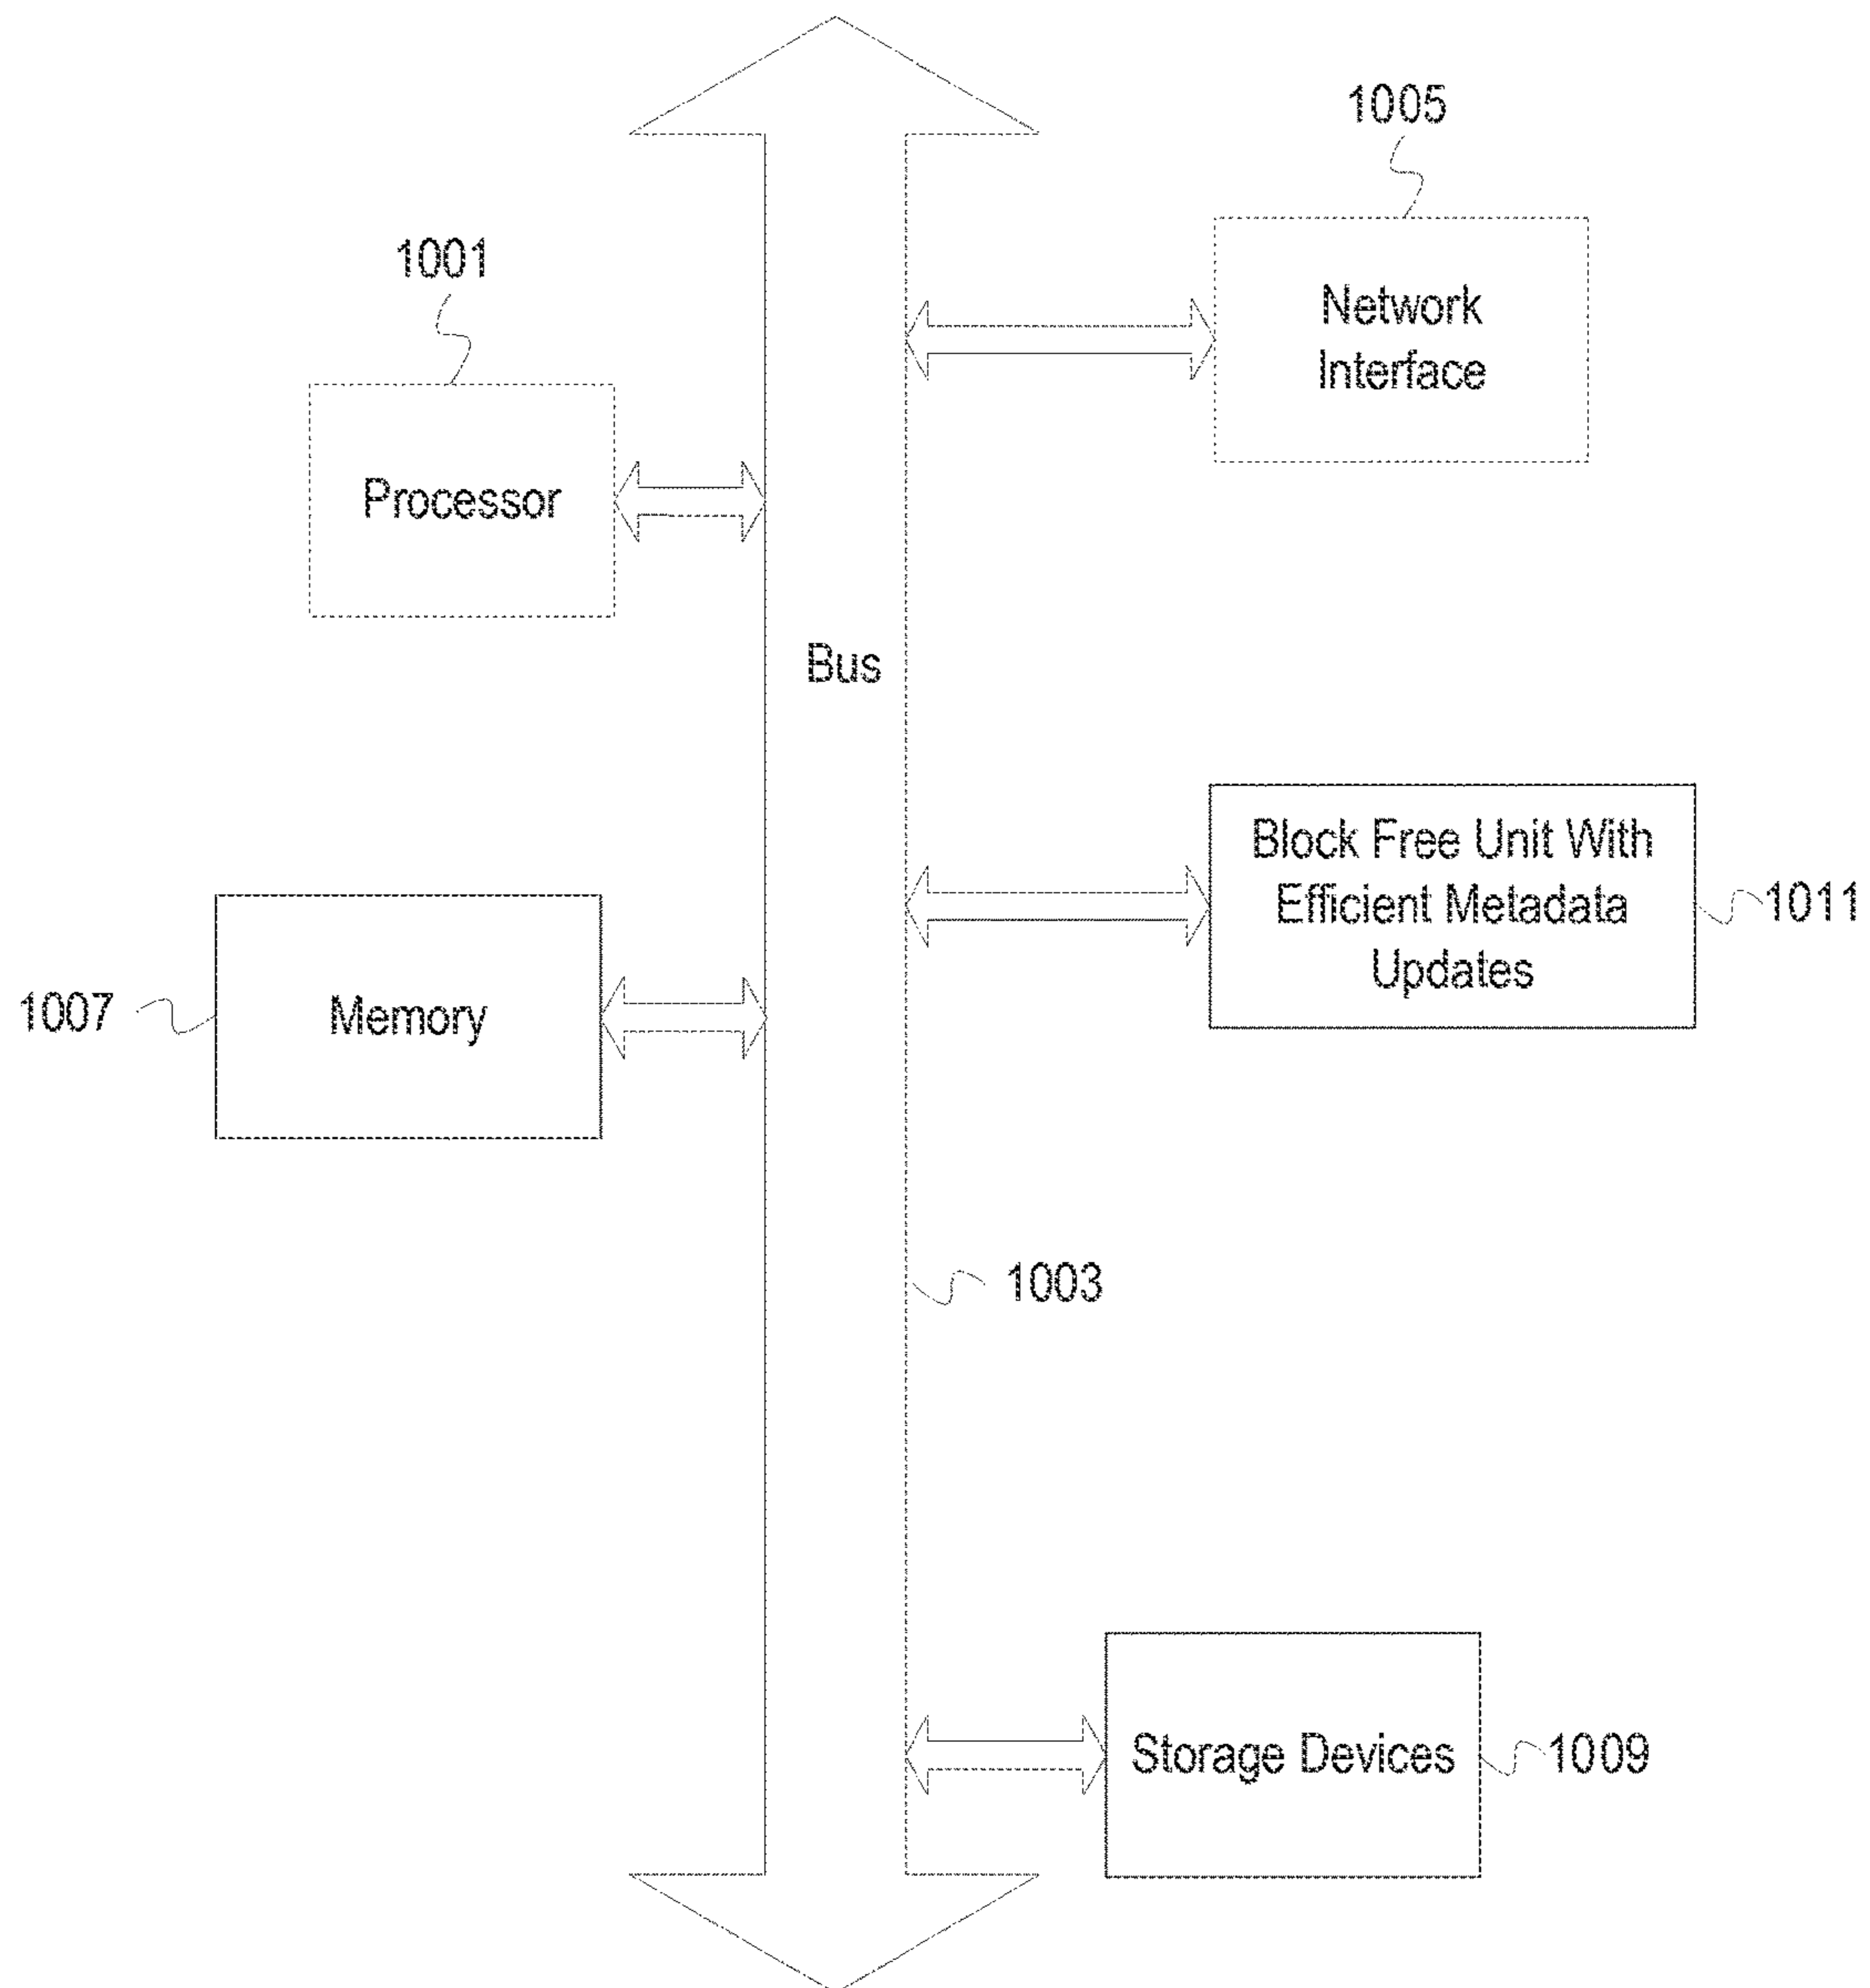 1005
1001
Network
Interface
Processor
Bus
Block Free Unit With
Efficient Metadata
Updates
1011
1007
Memory
1003
Storage Devices
1009